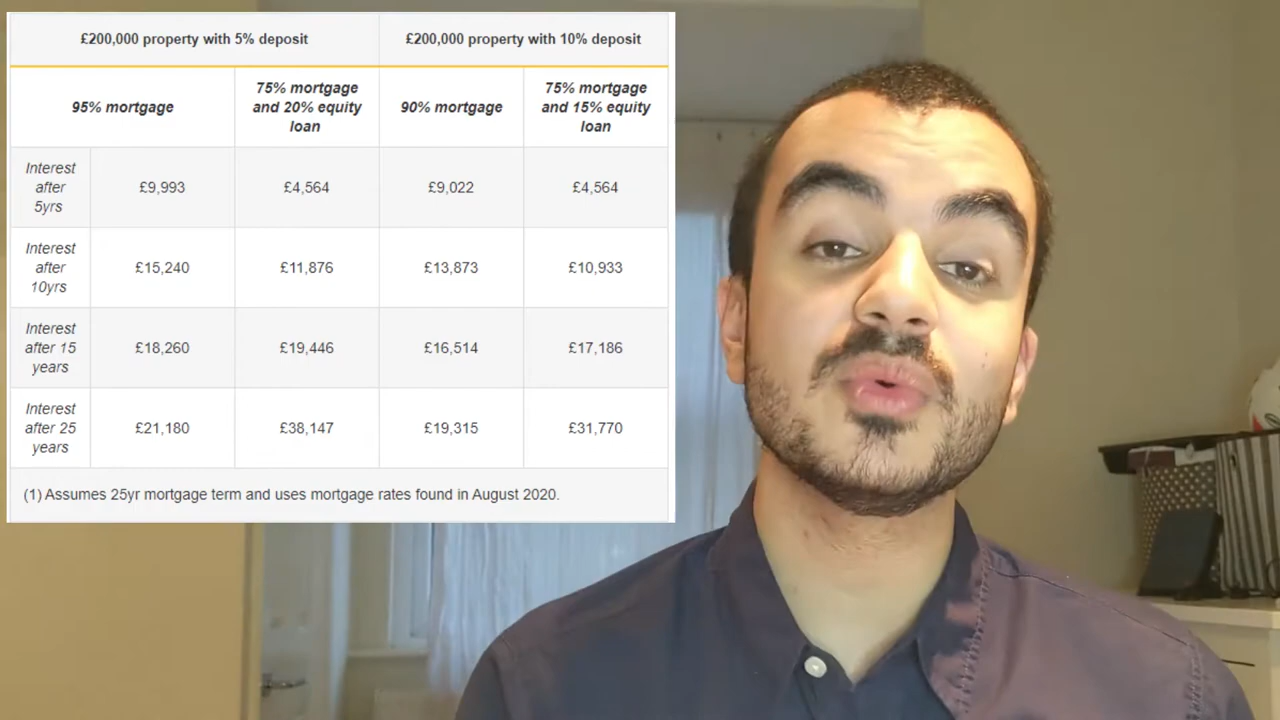 £200,000 property with 5% deposit
£200,000 property with 10% deposit
95% mortgage
75% mortgage
and 20% equity
loan
90% mortgage
75% mortgage
and 15% equity
loan
Interest
after
5yrs
£9,993
£4,564
£9,022
£4,564
Interest
after
10yrs
£15,240
£11,876
£13,873
£10,933
Interest
after 15
years
£18,260
£19,446
£16,514
£17,186
Interest
after 25
years
£21,180
£38,147
£19,315
£31,770
(1) Assumes 25yr mortgage term and uses mortgage rates found in August 2020.